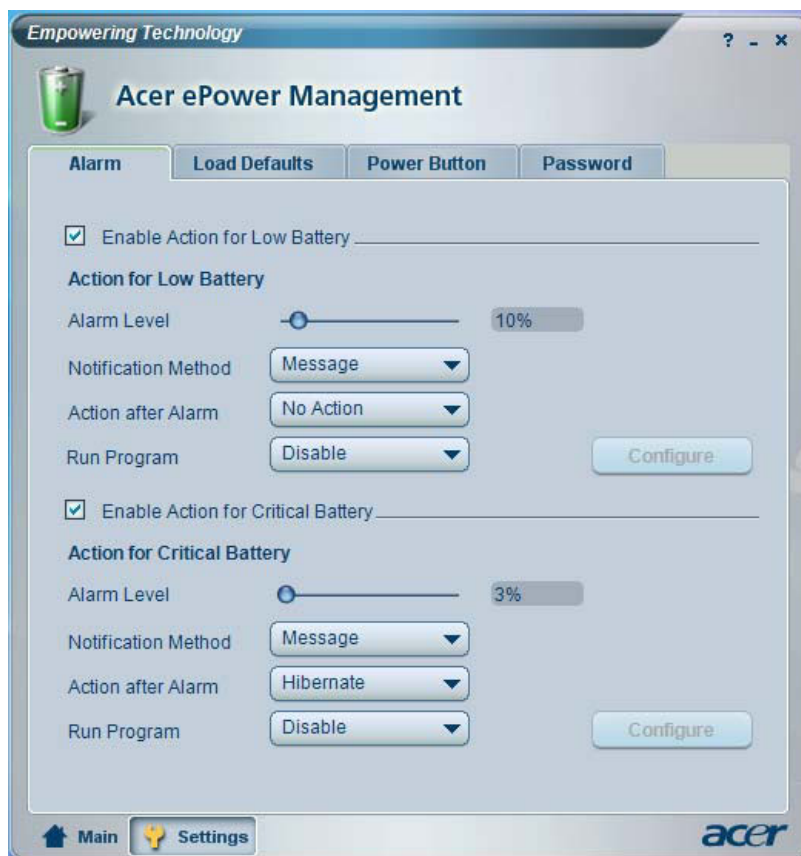 Empowering Technology
? - ×
Acer ePower Management
Alarm Load Defaults Power Button Password
Enable Action for Low Battery
Action for Low Battery
Alarm Level 10%
Notification Method Message
Action after Alarm No Action
Run Program Disable Configure
Enable Action for Critical Battery
Action for Critical Battery
Alarm Level 3%
Notification Method Message
Action after Alarm Hibernate
Run Program Disable Configure
Main Settings acer